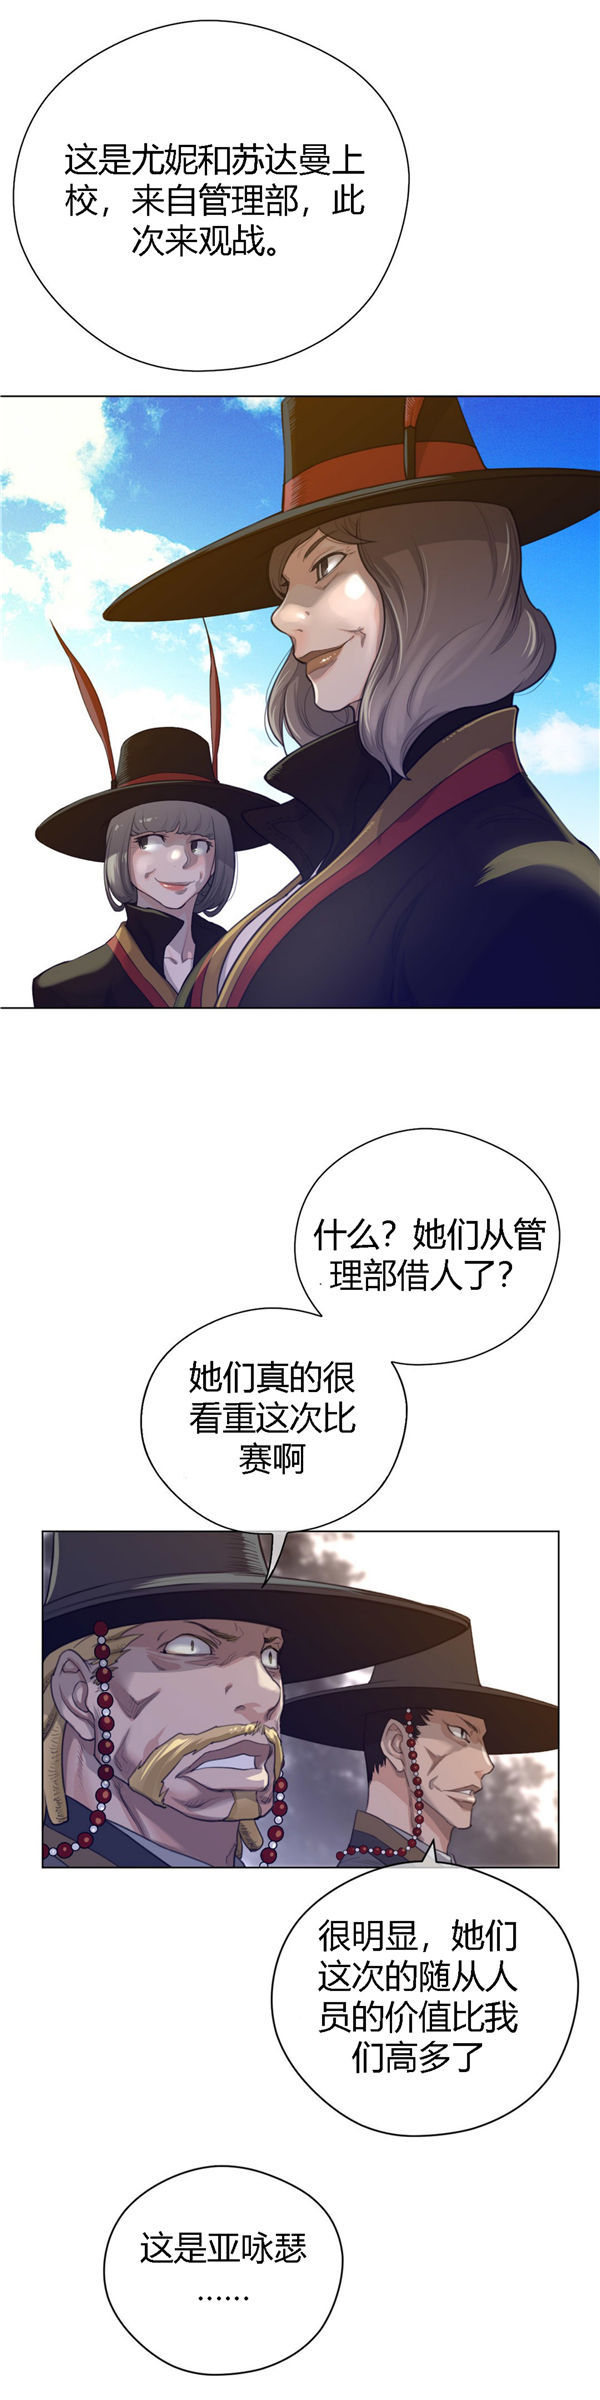 这是尤妮和苏达曼上
校，来自管理部，此
次来观战。
什么？她们从管
理部借人了？
她们真的很
看重这次比
赛啊
很明显，她们
这次的随从人
员的价值比我
们高多了
这是亚咏瑟
……